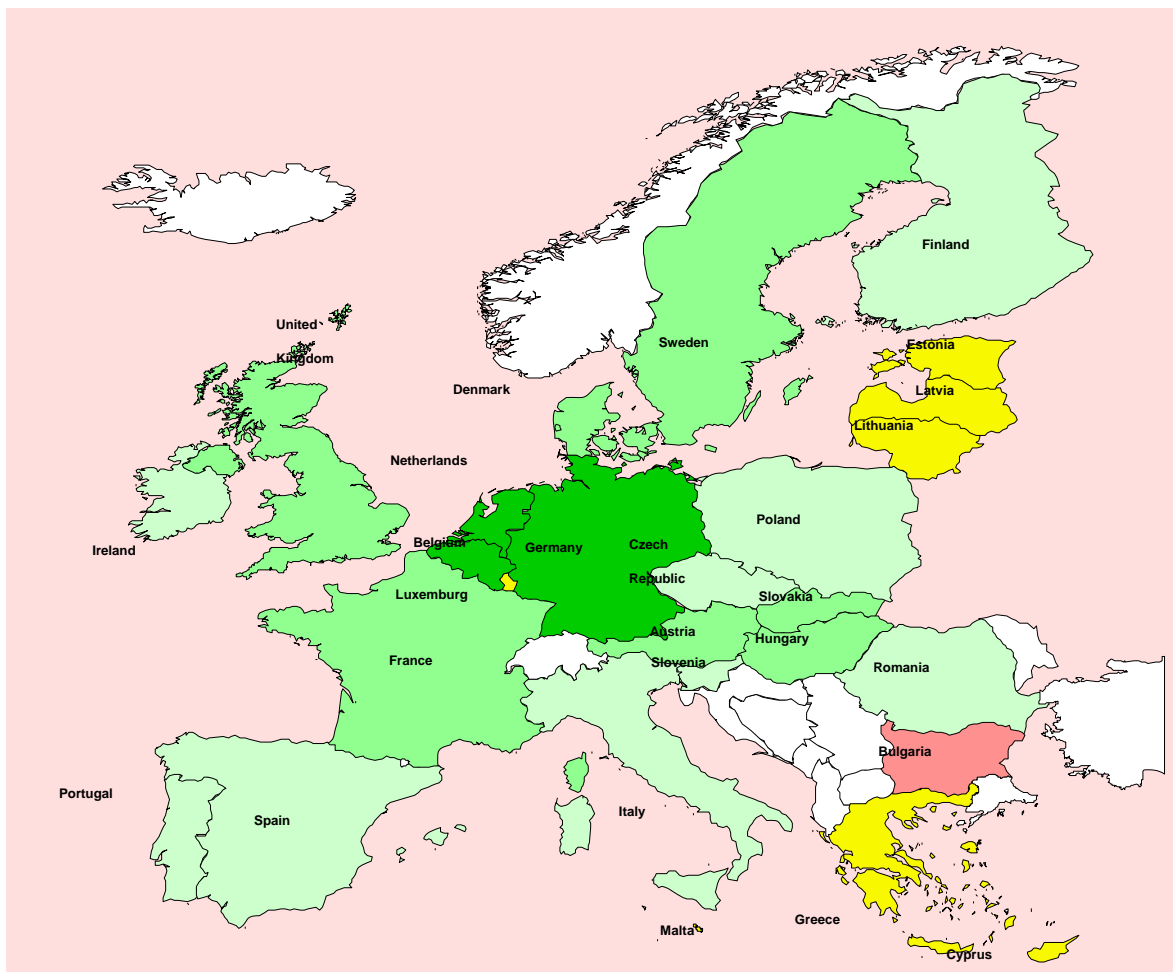 Finland
United
Sweden
Estonia
Kingdom
Denmark
Latvia
Lithuania
Netherlands
Poland
Belgium
Germany
Czech
Ireland
Republic
Luxemburg
Slovakia
Austria
Hungary
France
Slovenia
Romania
Bulgaria
Portugal
Italy
Spain
Greece
Malta
Cyprus